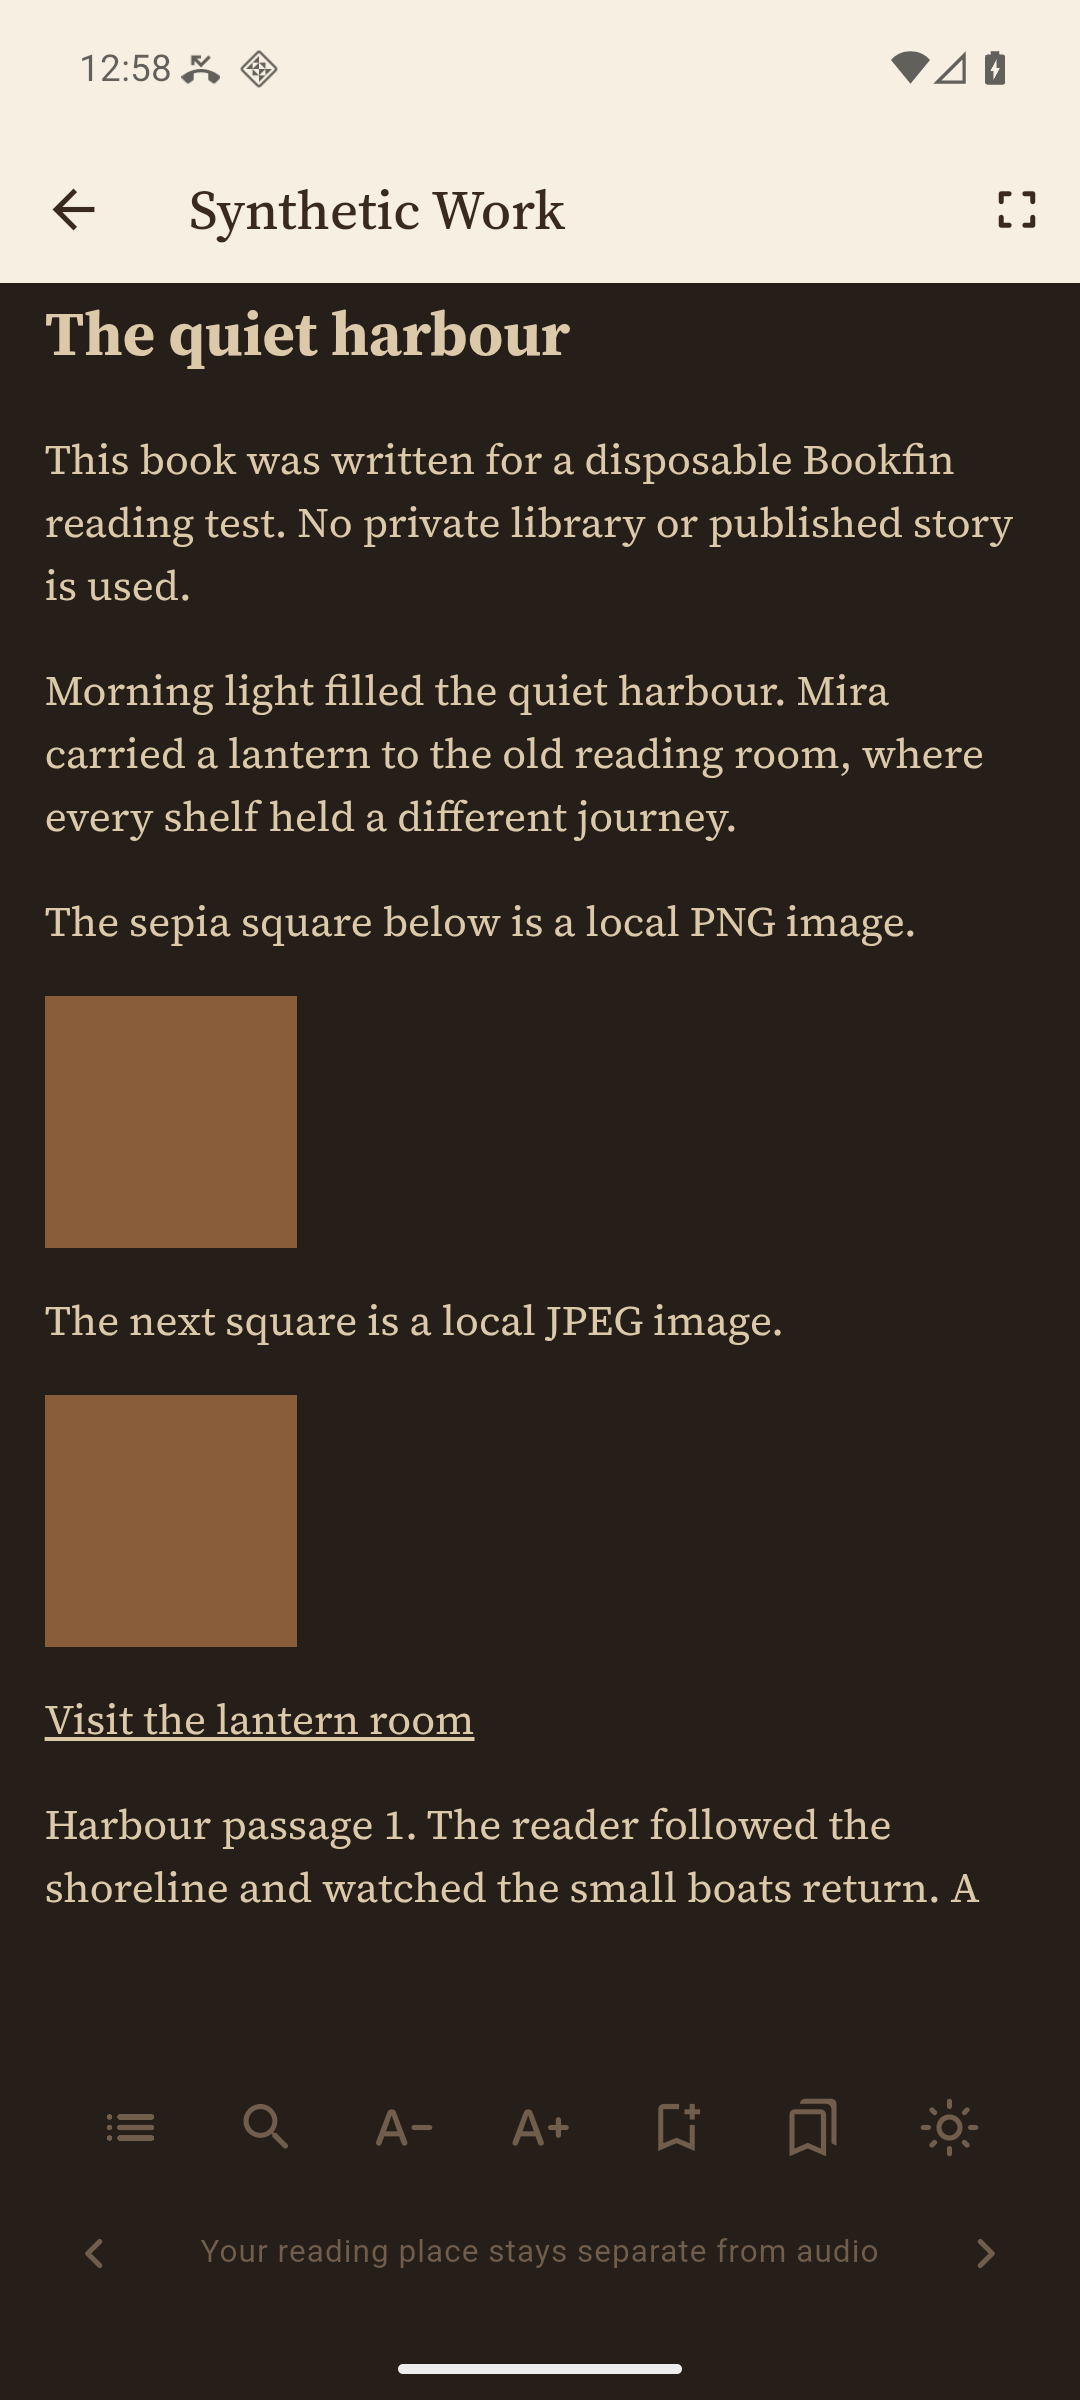 12:58
Synthetic Work
The quiet harbour
This book was written for a disposable Bookfin
reading test. No private library or published story
is used.
Morning light filled the quiet harbour. Mira
carried a lantern to the old reading room, where
every shelf held a different journey.
The sepia square below is a local PNG image.
The next square is a local JPEG image.
Visit the lantern room
Harbour passage 1. The reader followed the
shoreline and watched the small boats return. A
A− A+
Your reading place stays separate from audio